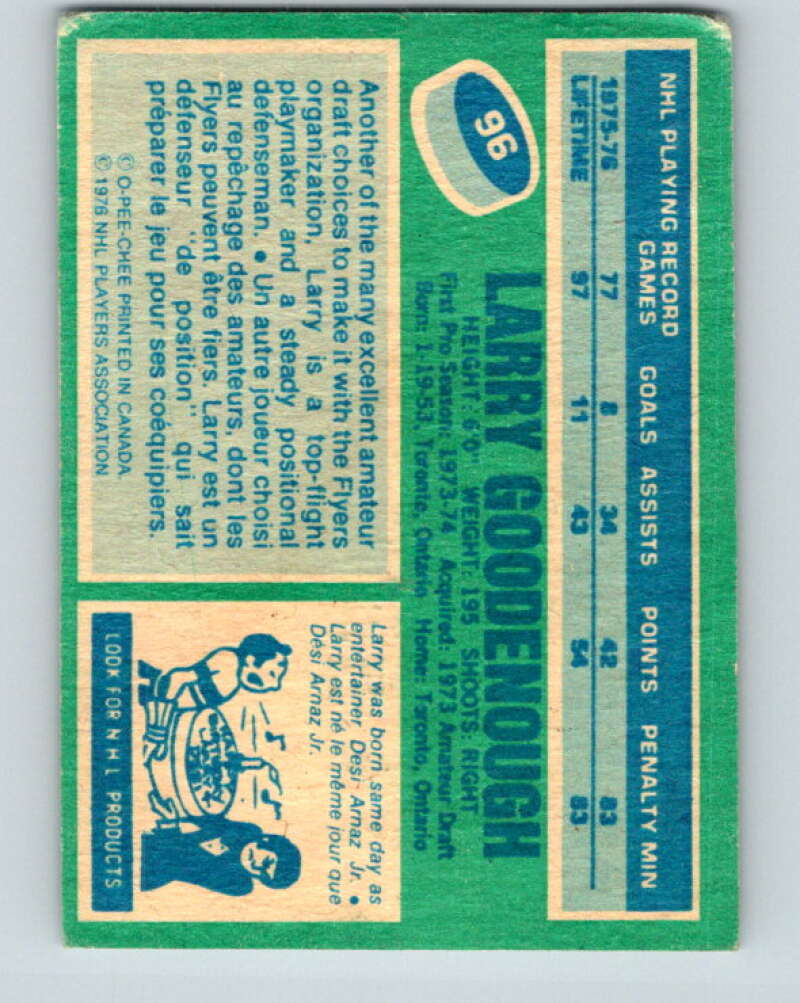 NHL PLAYING RECORD
GAMES GOALS ASSISTS POINTS PENALTY MIN
1975-76 77 8 34 42 83
LIFETIME 97 11 43 54 83
96
LARRY GOODENOUGH
HEIGHT: 6'0" WEIGHT: 195 SHOOTS: RIGHT
First Pro Season: 1973-74 Acquired: 1973 Amateur Draft
Born: 1-19-53, Toronto, Ontario Home: Toronto, Ontario
Another of the many excellent amateur
draft choices to make it with the Flyers
organization, Larry is a top-flight
playmaker and a steady positional
defenseman. • Un autre joueur choisi
au repêchage des amateurs, dont les
Flyers peuvent être fiers. Larry est un
défenseur "de position" qui sait
préparer le jeu pour ses coéquipiers.
© O-PEE-CHEE PRINTED IN CANADA.
© 1976 NHL PLAYERS ASSOCIATION
Larry was born same day as
entertainer Desi Arnaz Jr. •
Larry est né le même jour que
Desi Arnaz Jr.
LOOK FOR NHL PRODUCTS